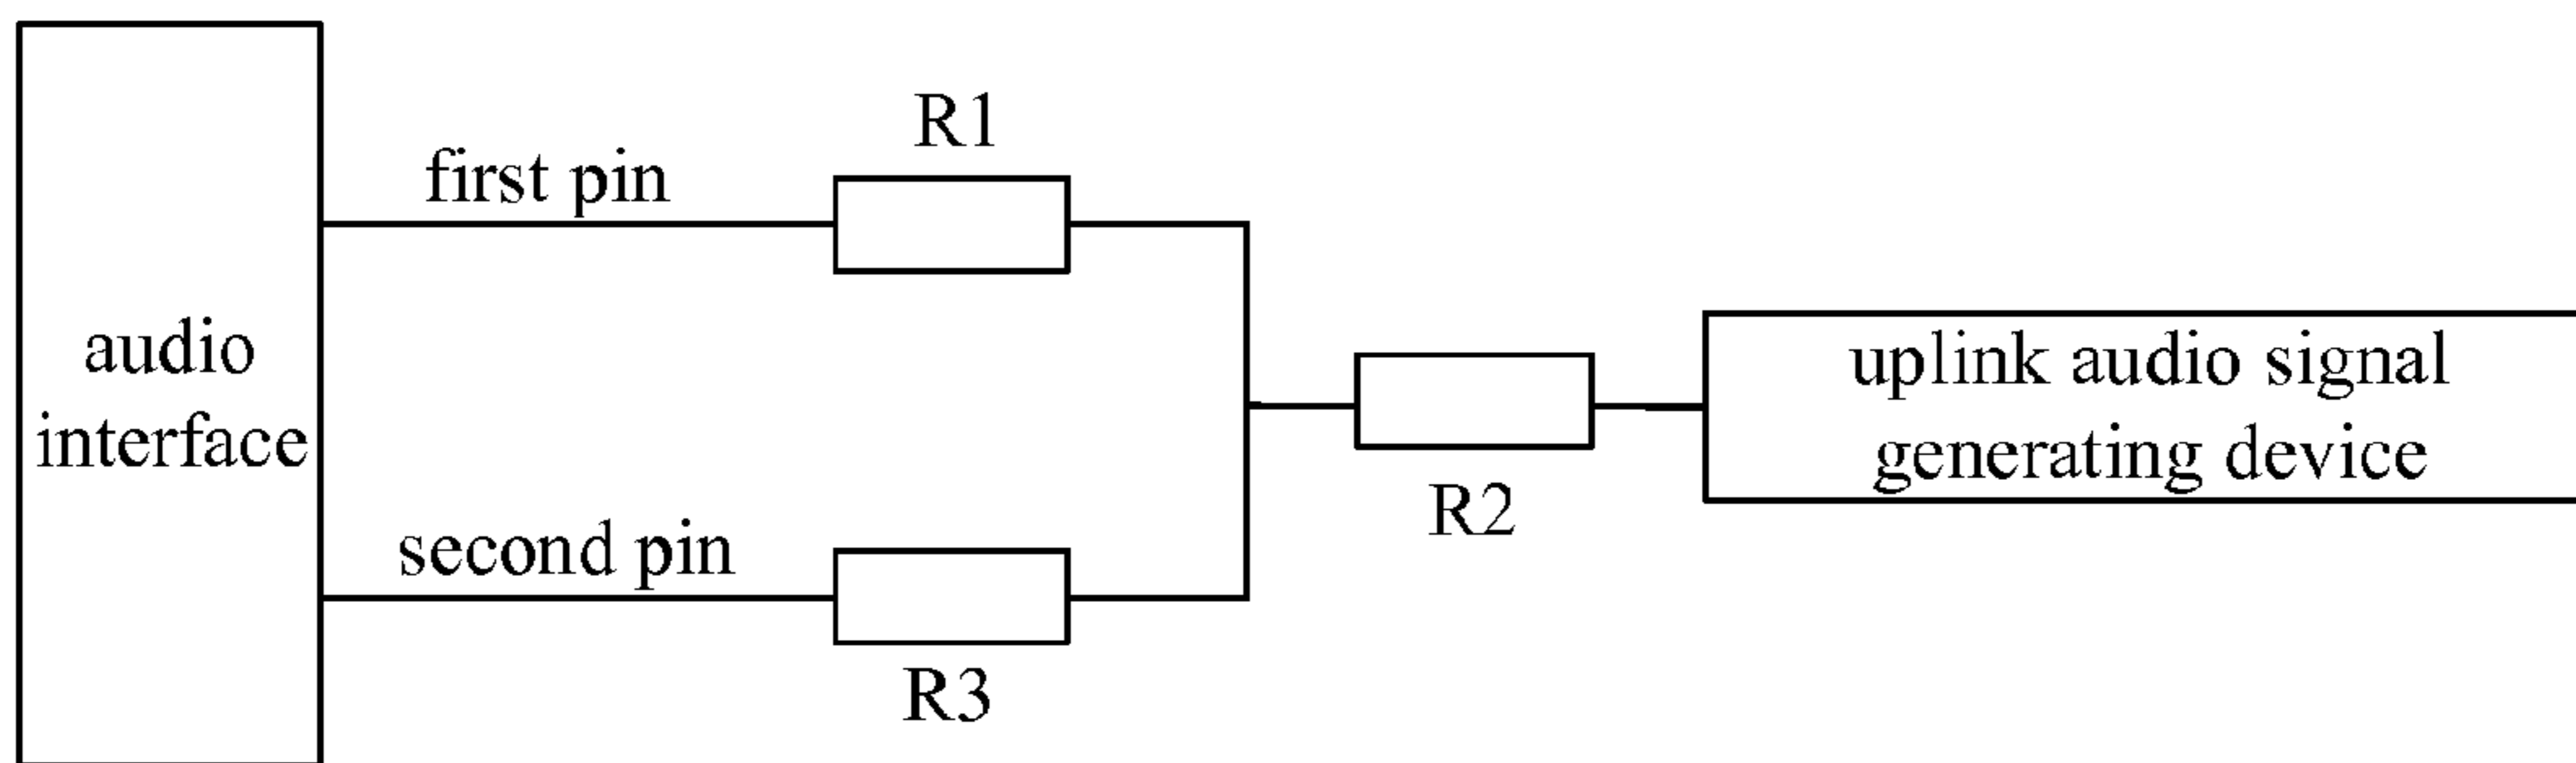 R1
first pin
audio
interface
uplink audio signal
generating device
R2
second pin
R3